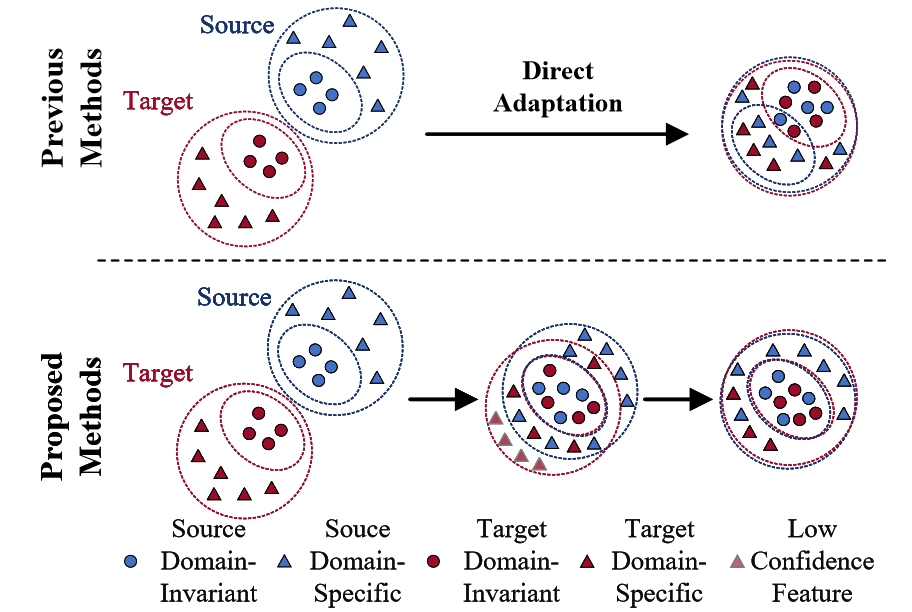 Previous
Methods
Source
Target
Direct
Adaptation
Proposed
Methods
Source
Target
Source
Domain-
Invariant
Souce
Domain-
Specific
Target
Domain-
Invariant
Target
Domain-
Specific
Low
Confidence
Feature